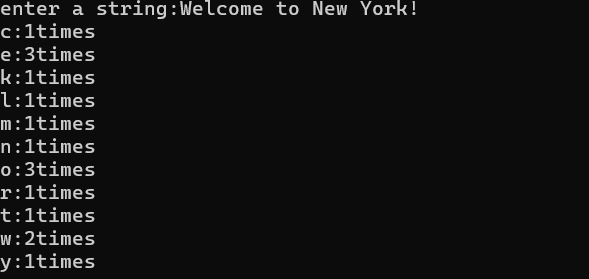 enter a string:Welcome to New York!
c:1times
e:3times
k:1times
l:1times
m:1times
n:1times
o:3times
r:1times
t:1times
w:2times
y:1times